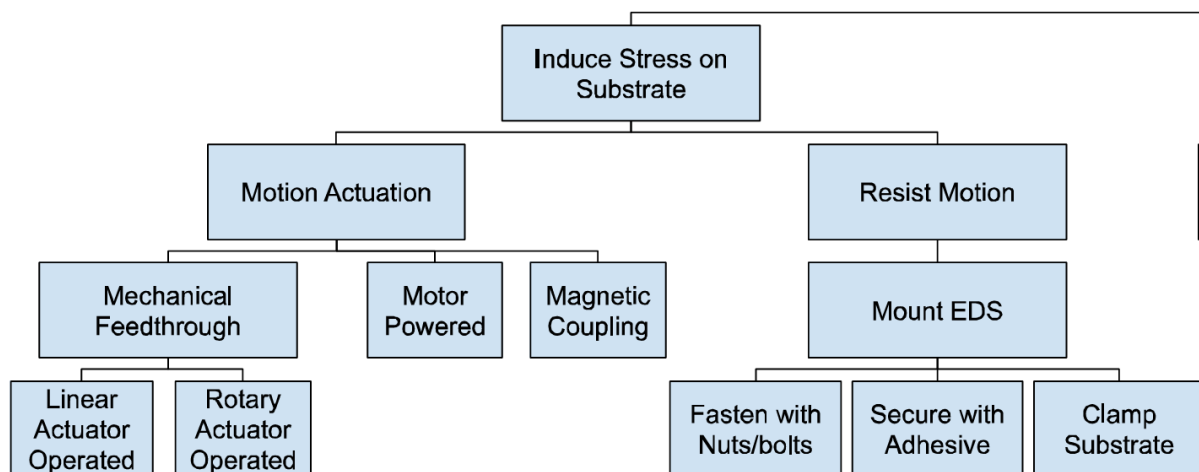 Induce Stress on
Substrate
Motion Actuation
Resist Motion
Mechanical
Feedthrough
Motor
Powered
Magnetic
Coupling
Mount EDS
Linear
Actuator
Operated
Rotary
Actuator
Operated
Fasten with
Nuts/bolts
Secure with
Adhesive
Clamp
Substrate